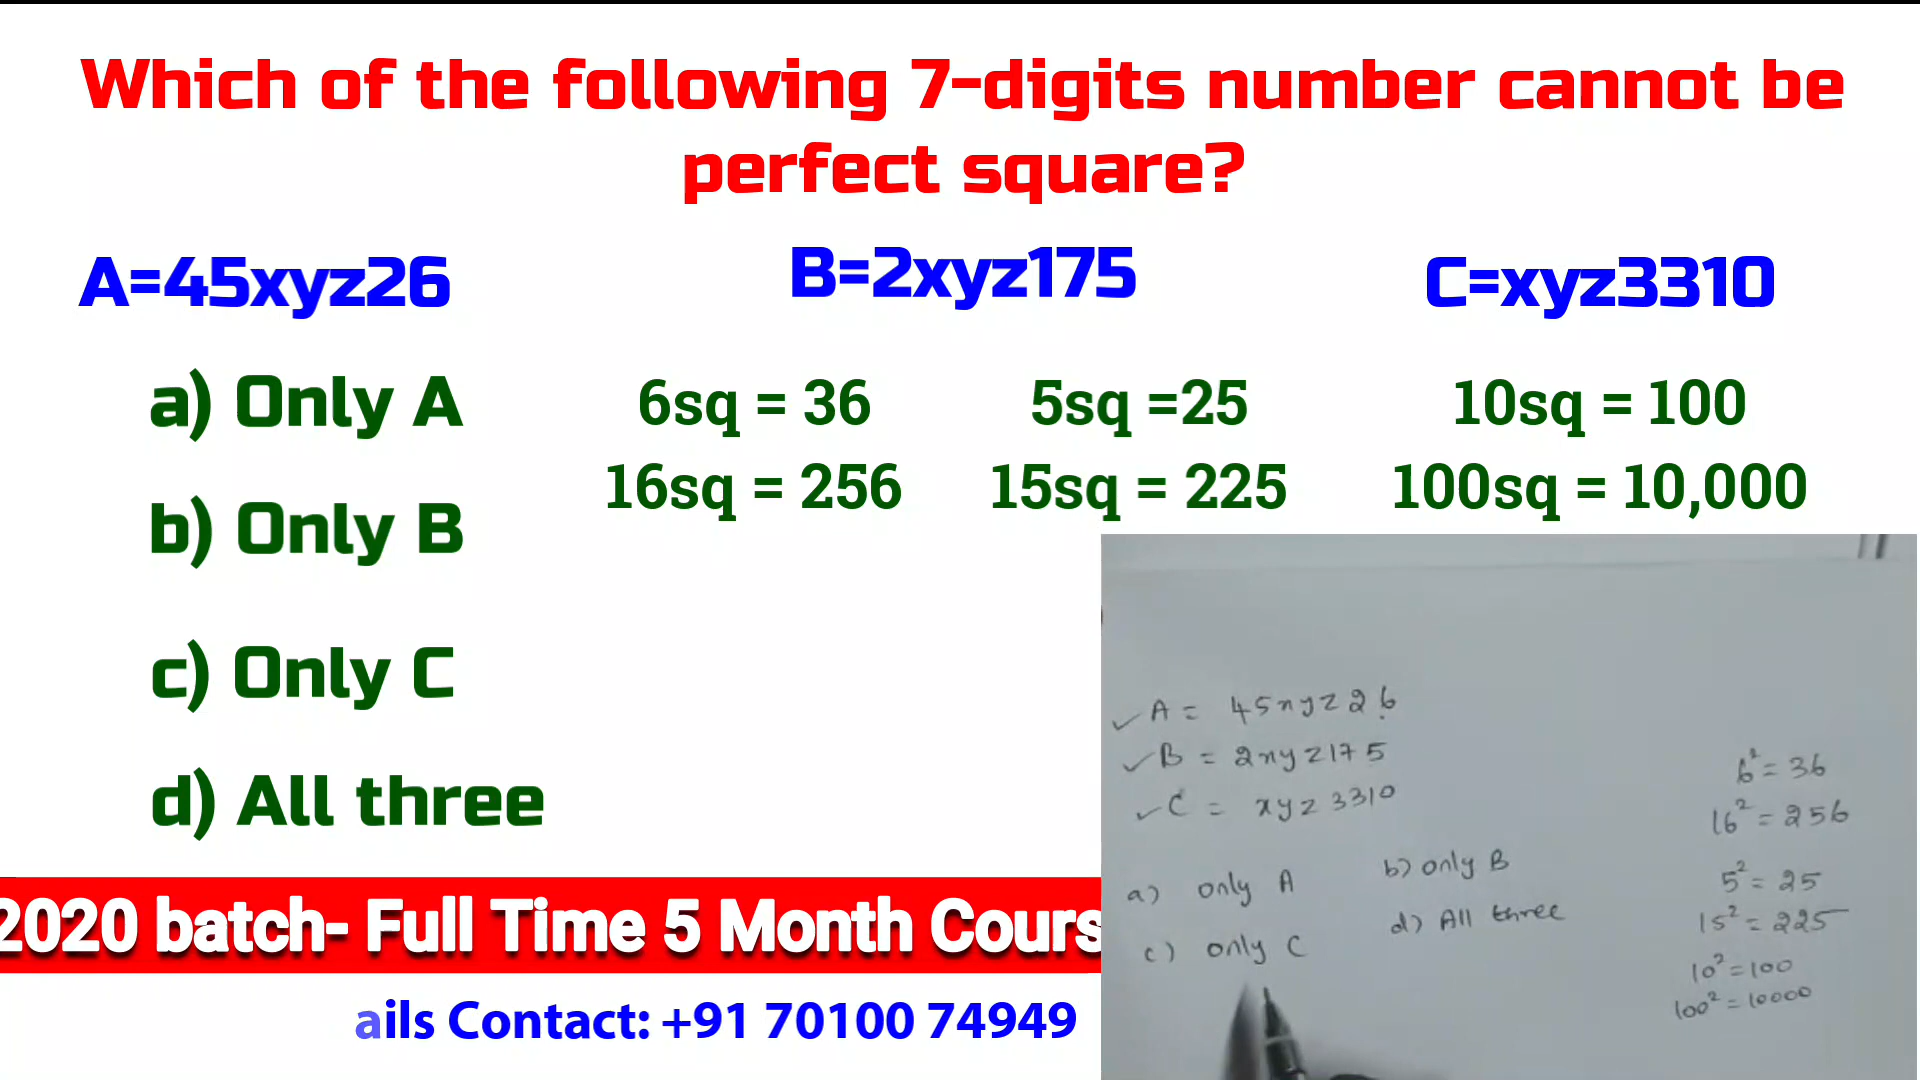 Which of the following 7-digits number cannot be
perfect square?
A=45xyz26
B=2xyz175
C=xyz3310
a) Only A
6sq = 36
5sq =25
10sq = 100
16sq = 256
15sq = 225
100sq = 10,000
b) Only B
c) Only C
d) All three
2020 batch- Full Time 5 Month Cours
ails Contact: +91 70100 74949
✓ A = 45xyz26
✓ B = 2xyz175
✓ C = xyz3310
a) only A
b) only B
c) only C
d) All three
6² = 36
16² = 256
5² = 25
15² = 225
10² = 100
100² = 10000